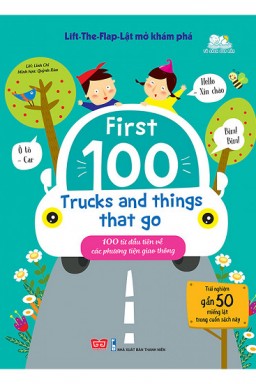 Lift-The-Flap-Lật mở khám phá
Lời: Linh Chi
Minh họa: Quỳnh Rùa
Hello
- Xin chào
Ô tô
- Car
Bim!
Bim!
First
100
Trucks and things
that go
100 từ đầu tiên về
các phương tiện giao thông
Trải nghiệm
gần 50
miếng lật
trong cuốn sách này
NHÀ XUẤT BẢN THANH NIÊN